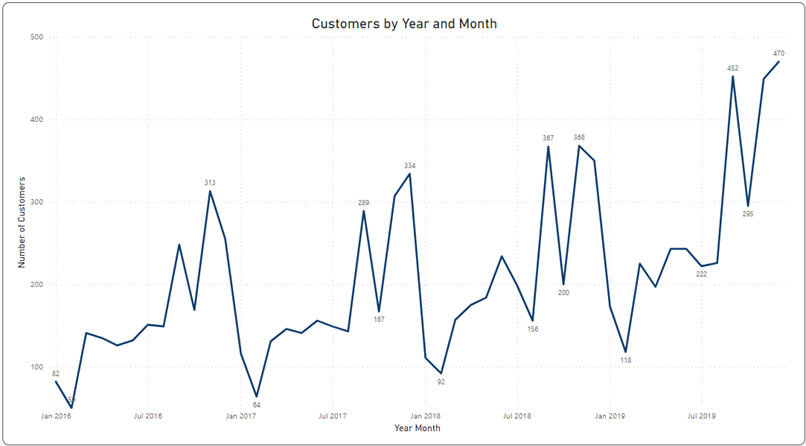 Customers by Year and Month
500
470
452
400
367
368
334
313
300
289
295
Number of Customers
222
200
200
167
156
118
100
92
82
64
Jan 2016
Jul 2016
Jan 2017
Jul 2017
Jan 2018
Jul 2018
Jan 2019
Jul 2019
Year Month